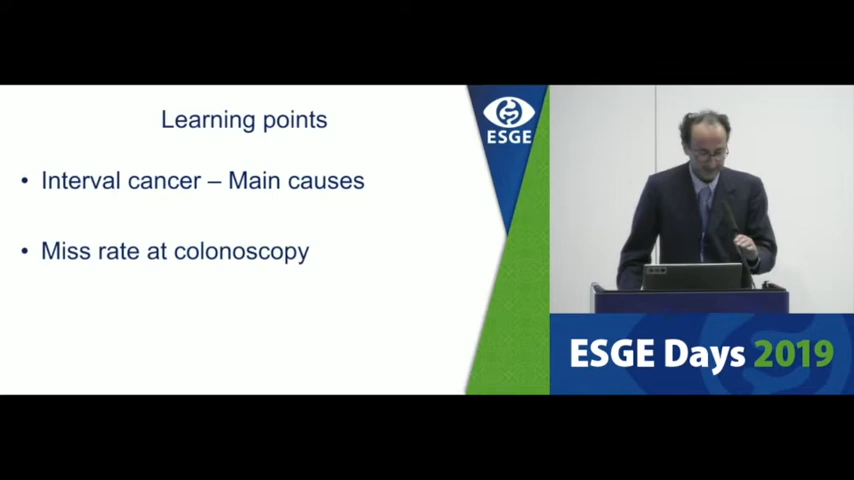 Learning points
• Interval cancer – Main causes
• Miss rate at colonoscopy
ESGE
ESGE Days 2019